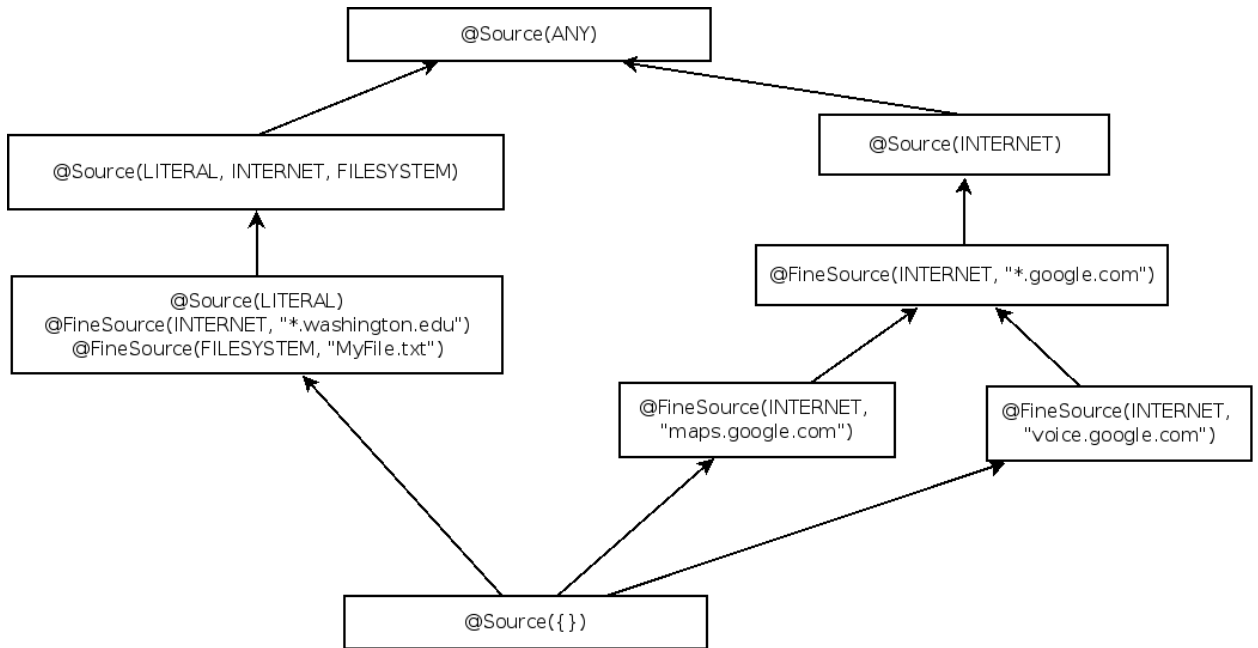 @Source(ANY)
@Source(LITERAL, INTERNET, FILESYSTEM)
@Source(INTERNET)
@Source(LITERAL)
@FineSource(INTERNET, "*.washington.edu")
@FineSource(FILESYSTEM, "MyFile.txt")
@FineSource(INTERNET, "*.google.com")
@FineSource(INTERNET,
"maps.google.com")
@FineSource(INTERNET,
"voice.google.com")
@Source({})